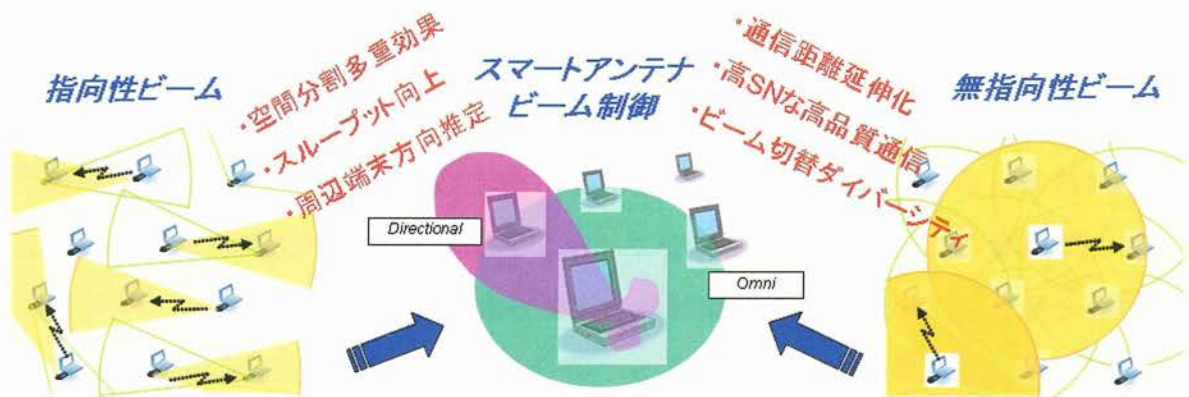 指向性ビーム
・空間分割多重効果
・スループット向上
・周辺端末方向推定
スマートアンテナ
ビーム制御
・通信距離延伸化
・高SNな高品質通信
・ビーム切替ダイバーシティ
無指向性ビーム
Directional
Omni